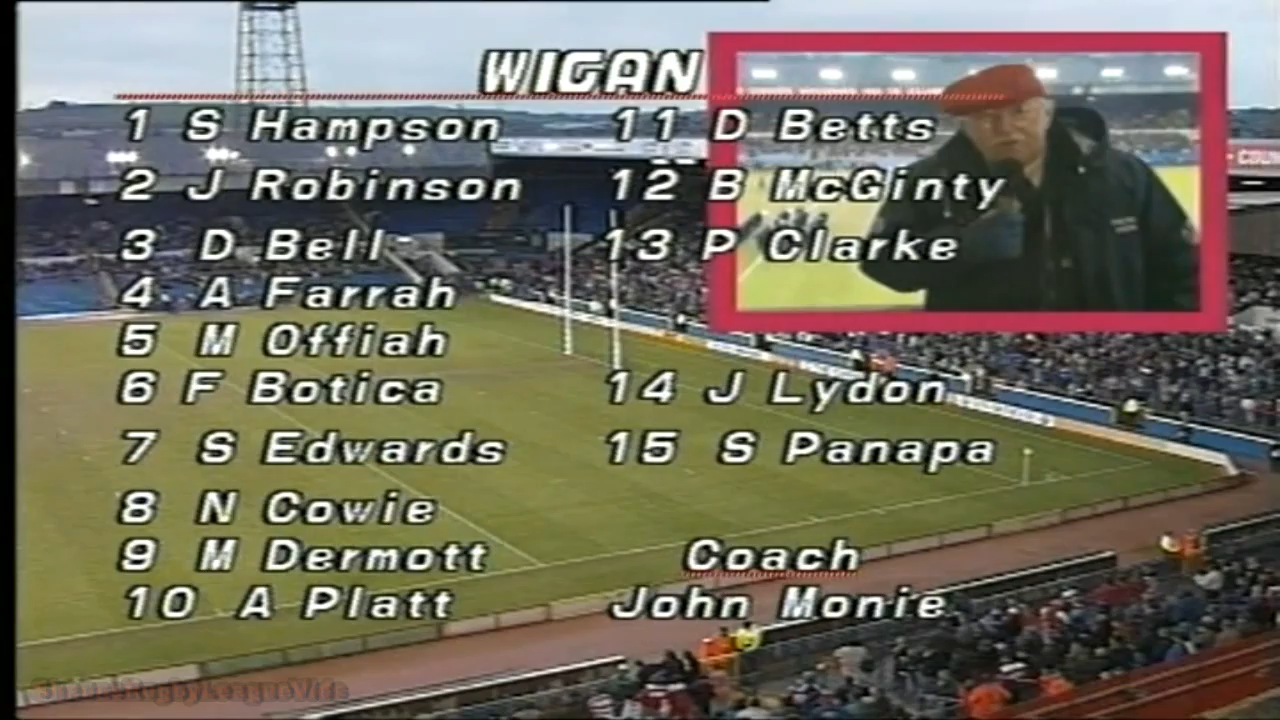 WIGAN
1 S Hampson
2 J Robinson
3 D Bell
4 A Farrah
5 M Offiah
6 F Botica
7 S Edwards
8 N Cowie
9 M Dermott
10 A Platt
11 D Betts
12 B McGinty
13 P Clarke
14 J Lydon
15 S Panapa
Coach
John Monie